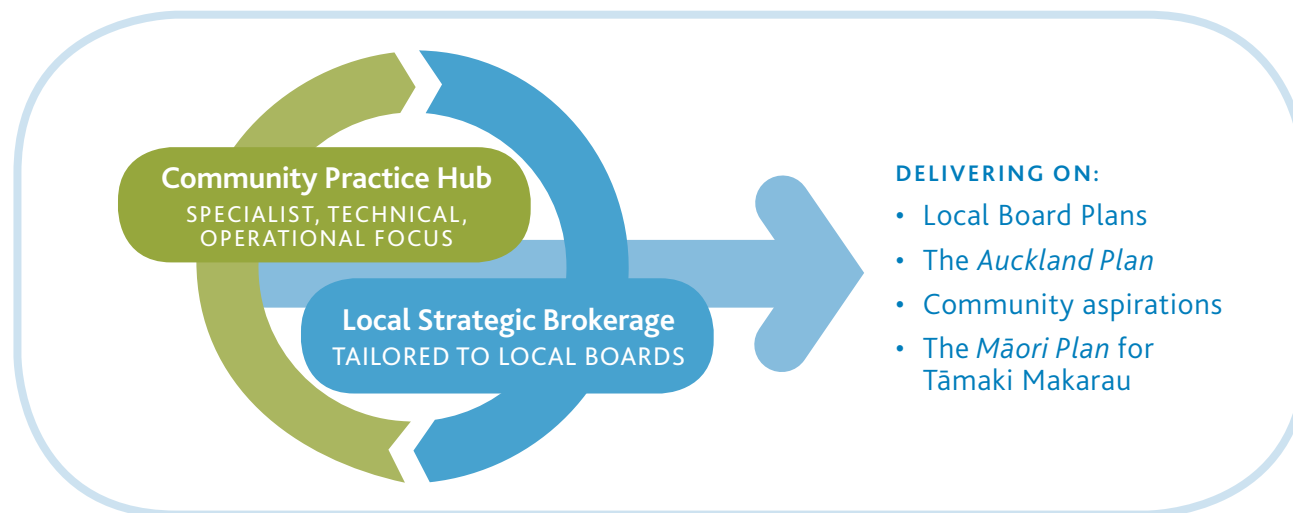 Community Practice Hub
SPECIALIST, TECHNICAL,
OPERATIONAL FOCUS
Local Strategic Brokerage
TAILORED TO LOCAL BOARDS
DELIVERING ON:
• Local Board Plans
• The Auckland Plan
• Community aspirations
• The Māori Plan for
Tāmaki Makarau